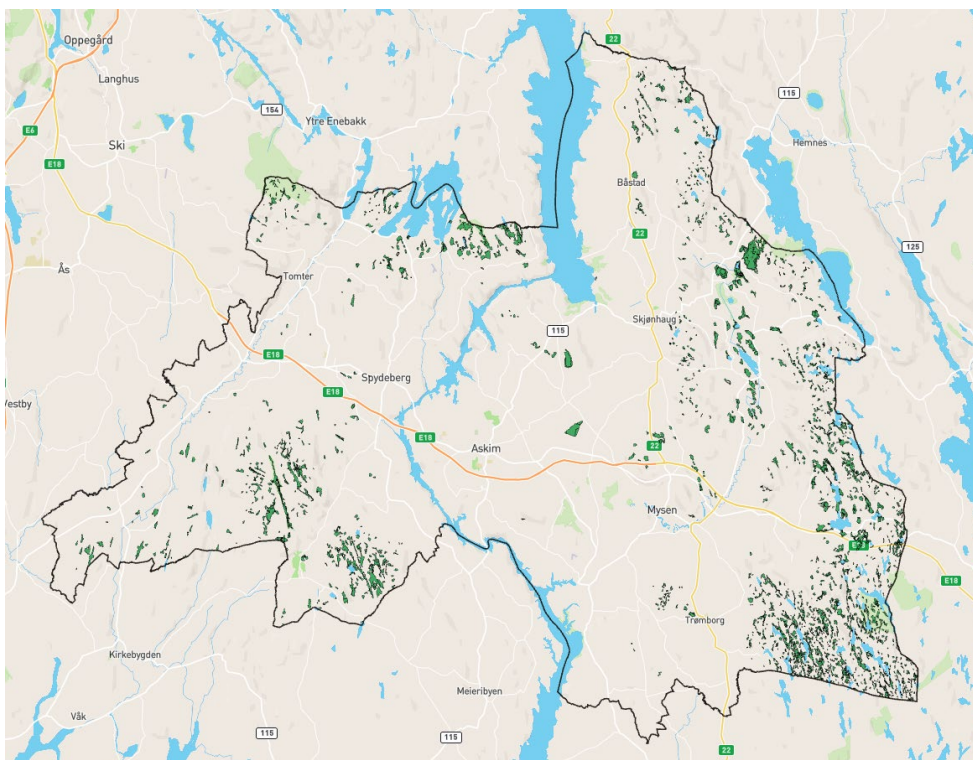 Oppegård
22
Langhus
115
154
Ytre Enebakk
E6
Ski
Hemnes
E18
Båstad
22
125
Ås
Tomter
Skjønhaug
115
E18
Spydeberg
E18
Vestby
E18
Askim
22
Mysen
E18
E18
Trømborg
Kirkebygden
Meieribyen
Våk
115
115
22